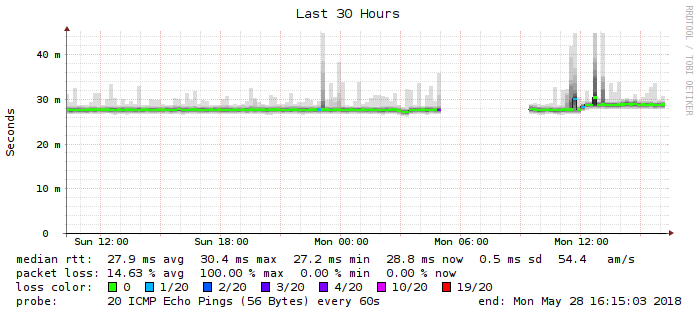 Last 30 Hours
RRDTOOL / TOBI OETIKER
Seconds
40 m
30 m
20 m
10 m
0
Sun 12:00 Sun 18:00 Mon 00:00 Mon 06:00 Mon 12:00
median rtt: 27.9 ms avg 30.4 ms max 27.2 ms min 28.8 ms now 0.5 ms sd 54.4 am/s
packet loss: 14.63 % avg 100.00 % max 0.00 % min 0.00 % now
loss color: 0 1/20 2/20 3/20 4/20 10/20 19/20
probe: 20 ICMP Echo Pings (56 Bytes) every 60s end: Mon May 28 16:15:03 2018